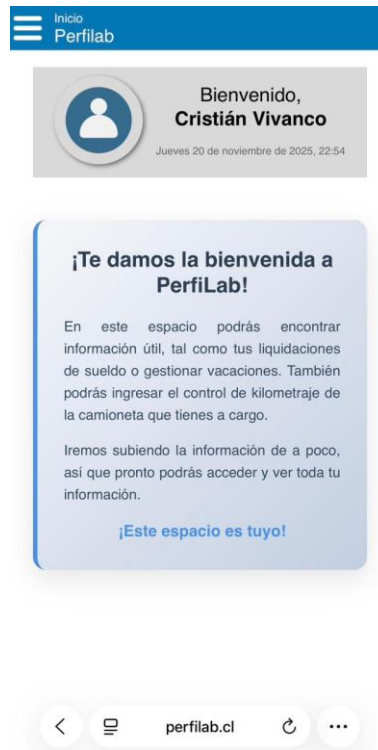 Inicio
Perfilab
Bienvenido,
Cristián Vivanco
Jueves 20 de noviembre de 2025, 22:54
¡Te damos la bienvenida a
PerfiLab!
En este espacio podrás encontrar
información útil, tal como tus liquidaciones
de sueldo o gestionar vacaciones. También
podrás ingresar el control de kilometraje de
la camioneta que tienes a cargo.
Iremos subiendo la información de a poco,
así que pronto podrás acceder y ver toda tu
información.
¡Este espacio es tuyo!
perfilab.cl